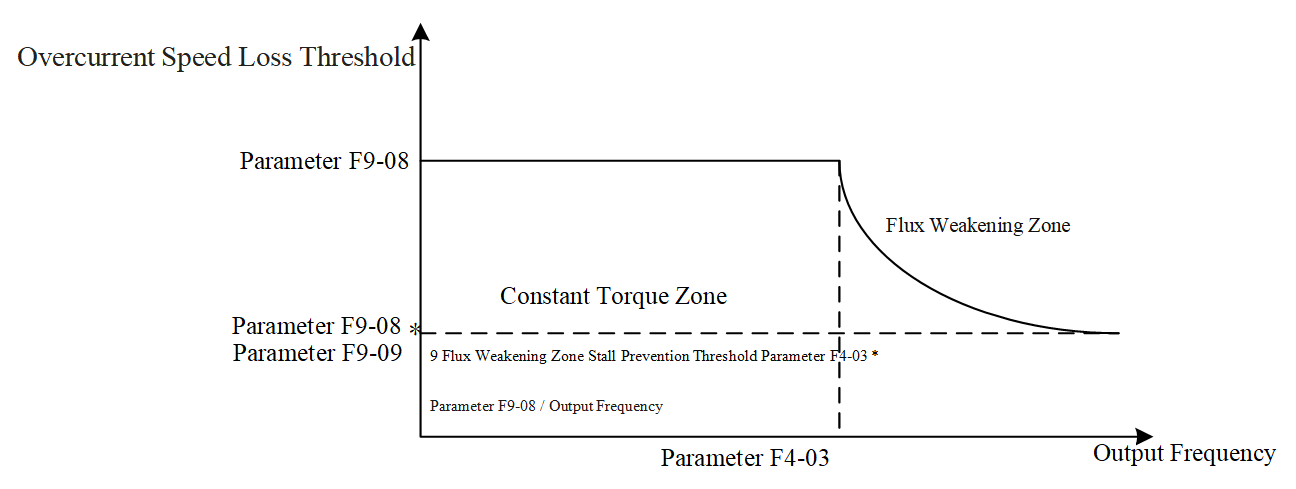 Overcurrent Speed Loss Threshold
Parameter F9-08
Flux Weakening Zone
Constant Torque Zone
Parameter F9-08 *
Parameter F9-09
9 Flux Weakening Zone Stall Prevention Threshold Parameter F4-03 *
Parameter F9-08 / Output Frequency
Parameter F4-03
Output Frequency